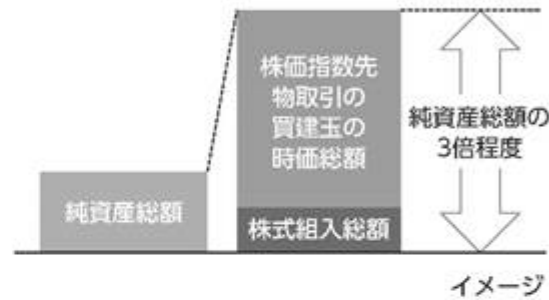 株価指数先
物取引の
買建玉の
時価総額
純資産総額の
3倍程度
純資産総額
株式組入総額
イメージ